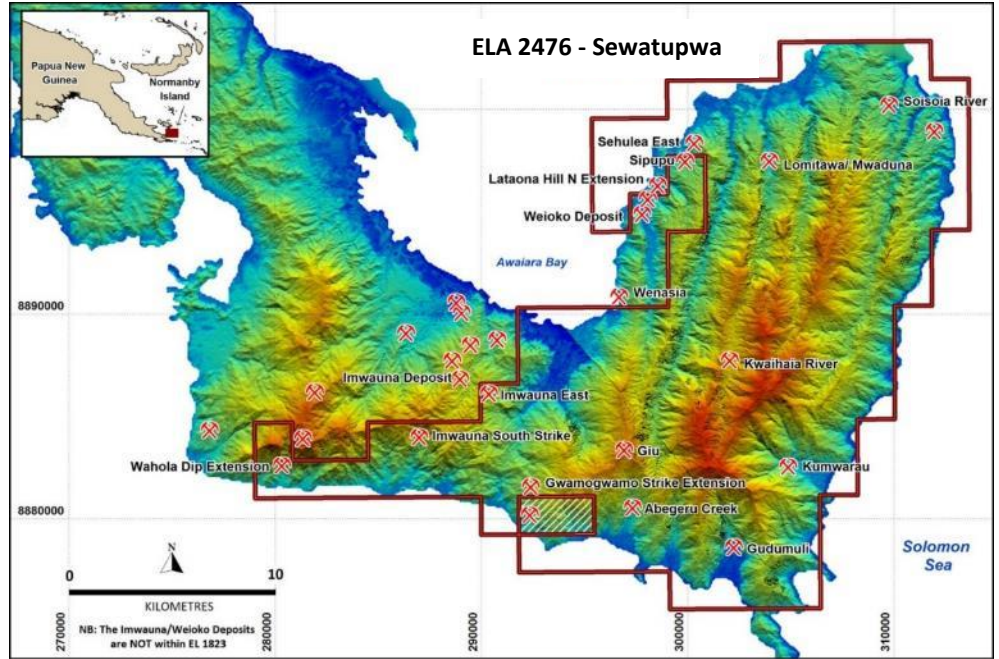 ELA 2476 - Sewatupwa
Papua New
Guinea
Normanby
Island
Soisoia River
Sehulea East
Sipupu
Lomitawa/ Mwaduna
Lataona Hill N Extension
Weioko Deposit
Awaiara Bay
Wenasia
8890000
Kwaihaia River
Imwauna Deposit
Imwauna East
Imwauna South Strike
Giu
Wahola Dip Extension
Kumwarau
Gwamogwamo Strike Extension
Abegeru Creek
8880000
Gudumuli
Solomon
Sea
N
0 10
KILOMETRES
NB: The Imwauna/Weioko Deposits
are NOT within EL 1823
270000
280000
290000
300000
310000